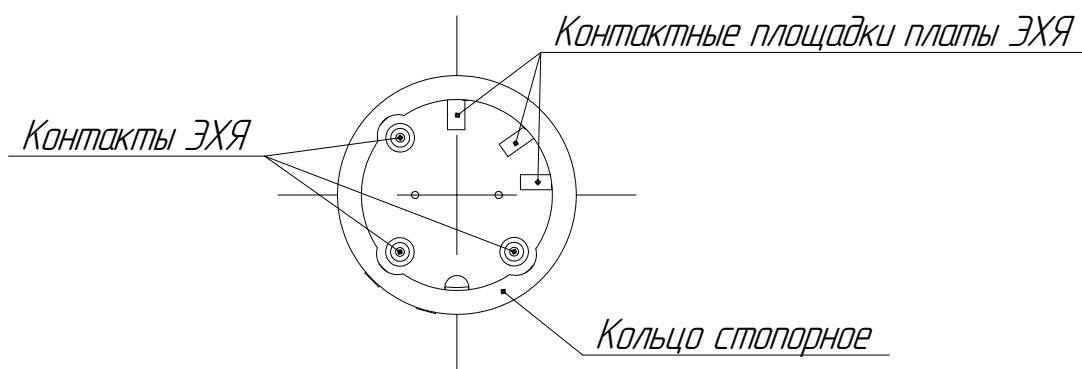 Контактные площадки платы ЭХЯ
Контакты ЭХЯ
Кольцо стопорное